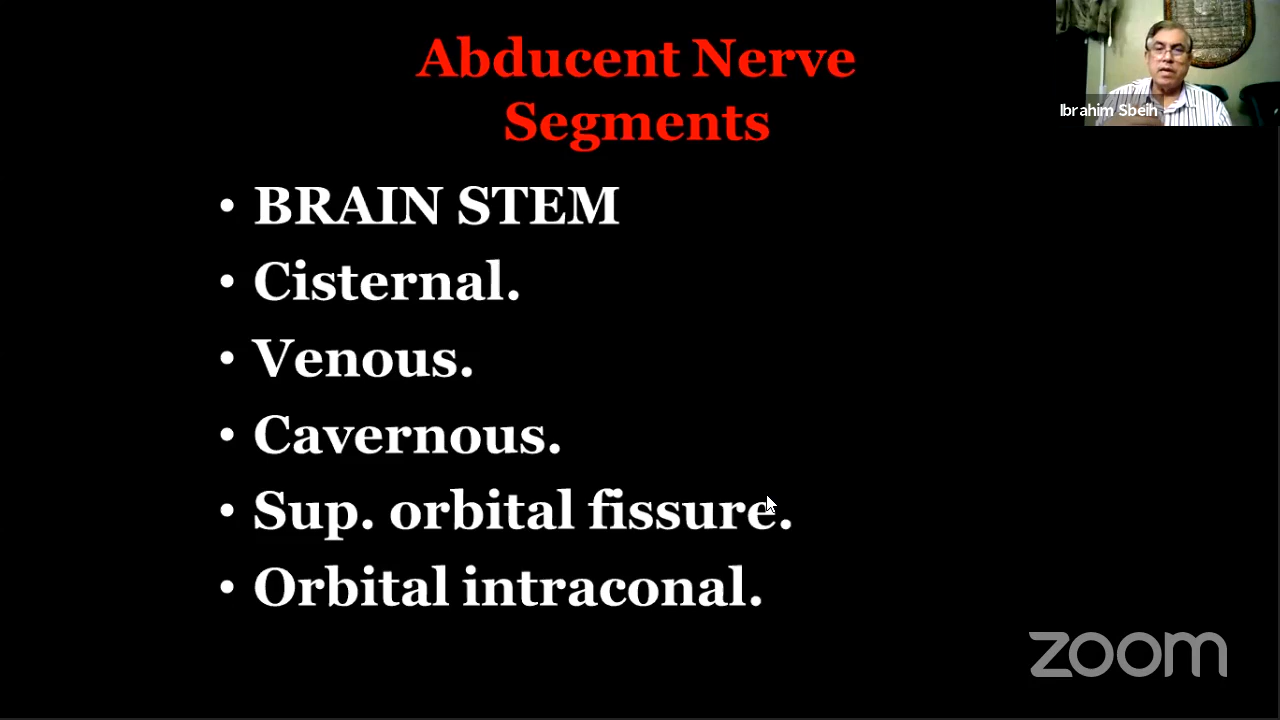 Abducent Nerve
Segments
Ibrahim Sbeih
• BRAIN STEM
• Cisternal.
• Venous.
• Cavernous.
• Sup. orbital fissure.
• Orbital intraconal.
zoom